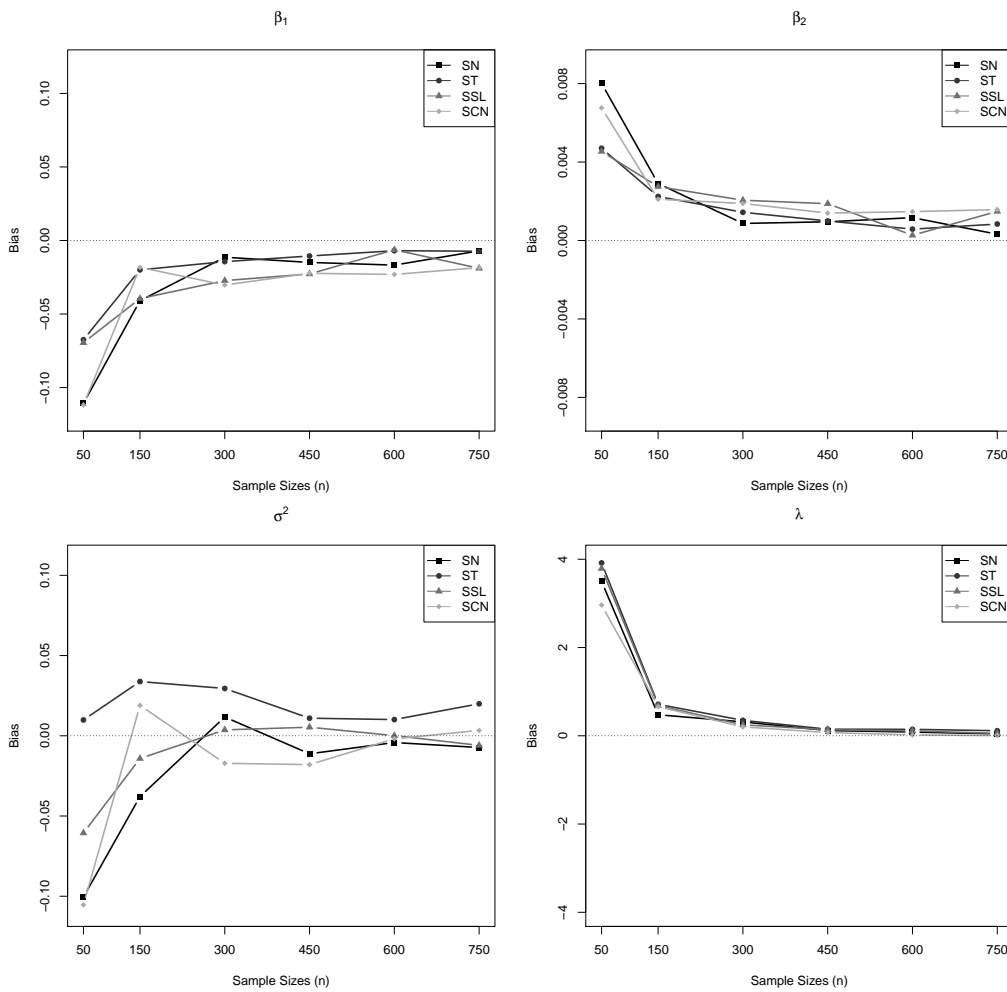 β1
Bias
0.10
0.05
0.00
−0.05
−0.10
SN
ST
SSL
SCN
50 150 300 450 600 750
Sample Sizes (n)
β2
Bias
0.008
0.004
0.000
−0.004
−0.008
SN
ST
SSL
SCN
50 150 300 450 600 750
Sample Sizes (n)
σ2
Bias
0.10
0.05
0.00
−0.05
−0.10
SN
ST
SSL
SCN
50 150 300 450 600 750
Sample Sizes (n)
λ
Bias
4
2
0
−2
−4
SN
ST
SSL
SCN
50 150 300 450 600 750
Sample Sizes (n)